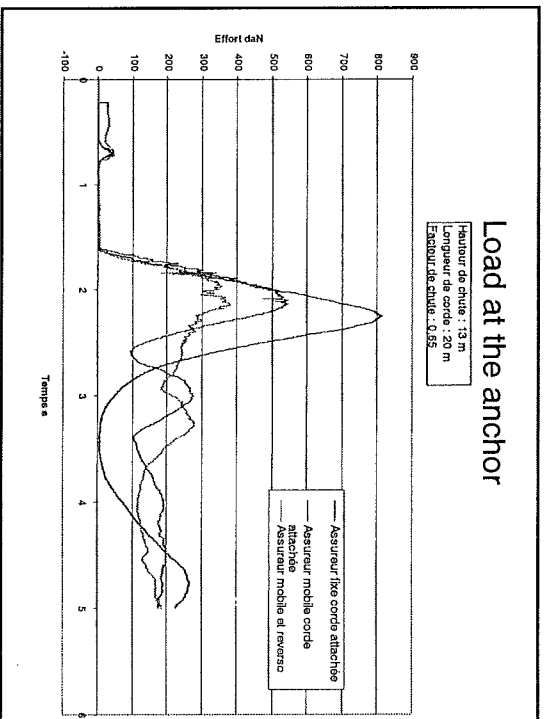 Load at the anchor
Hauteur de chute : 13 m
Longueur de corde : 20 m
Facteur de chute : 0,65
Effort daN
900
800
700
600
500
400
300
200
100
0
-100
0
1
2
3
4
5
6
Temps s
Assureur fixe corde attachée
Assureur mobile corde
attachée
Assureur mobile et reverso